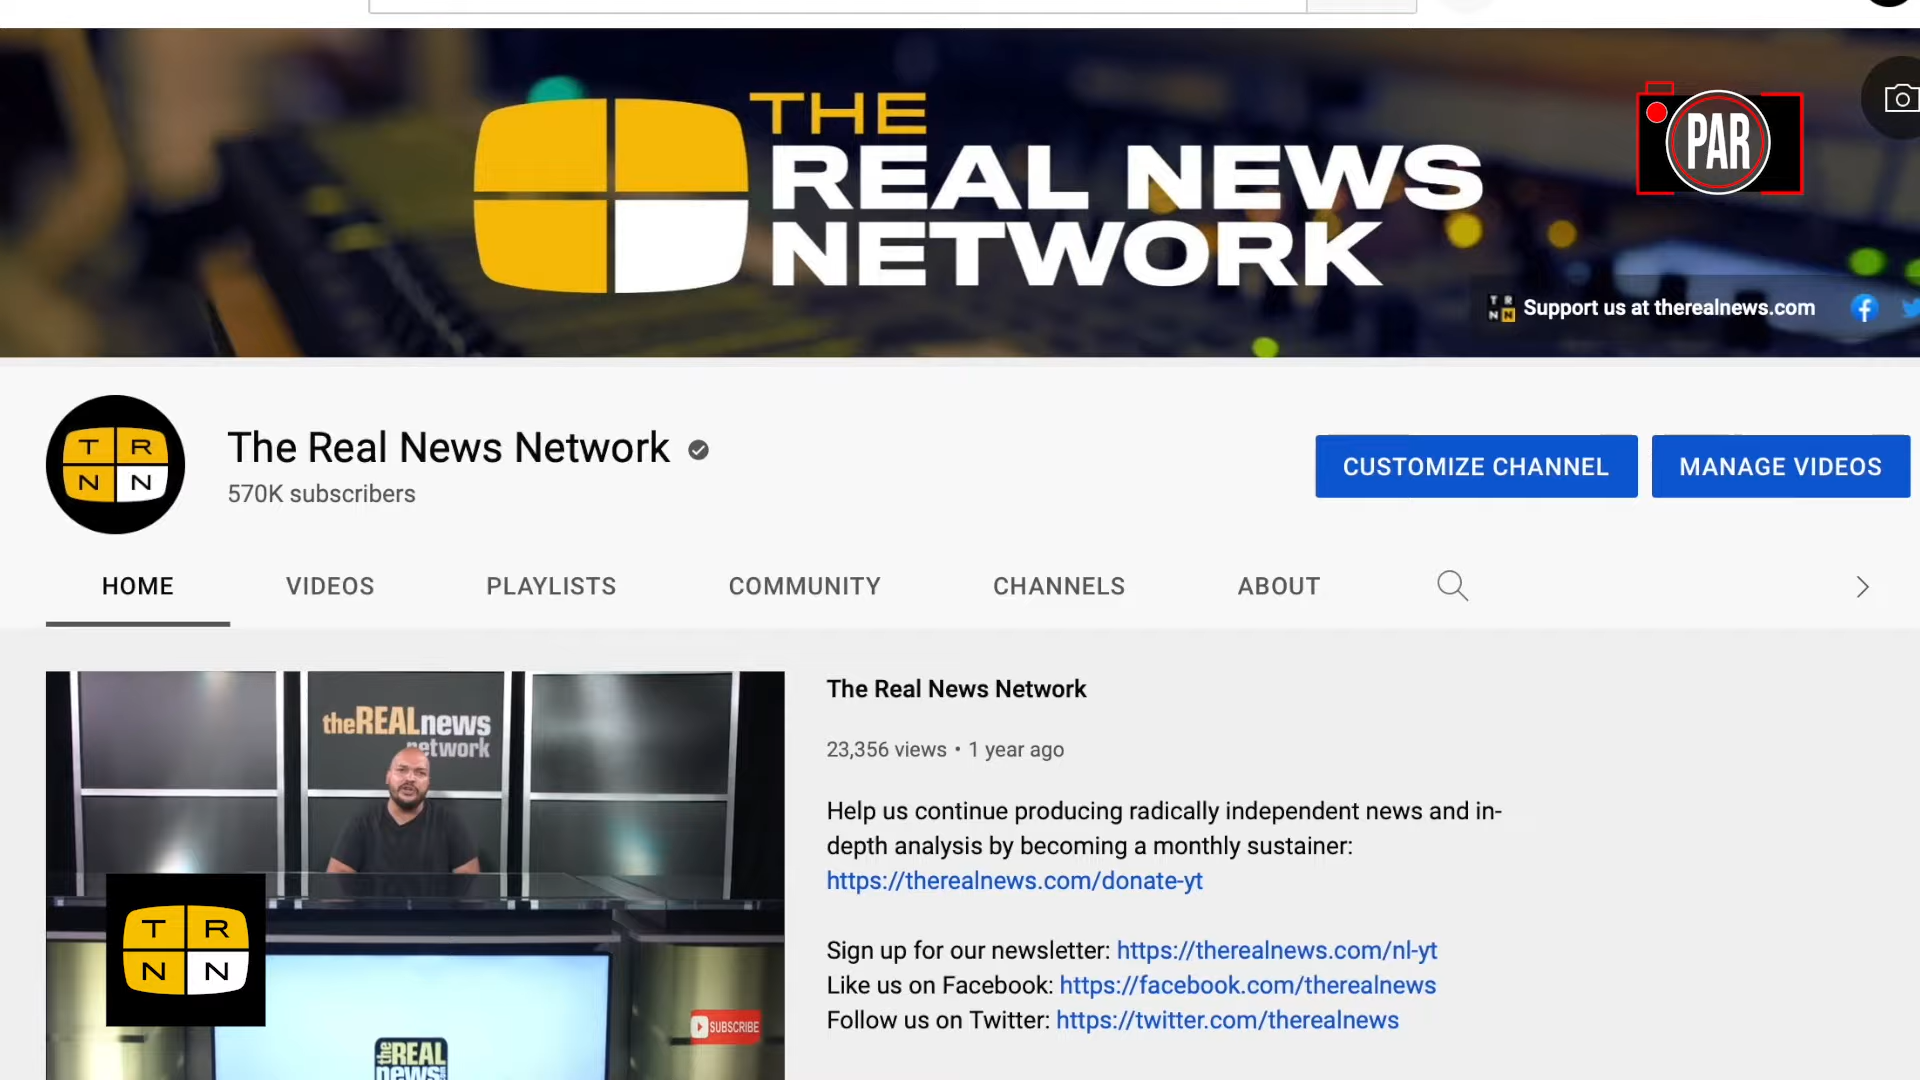 THE
REAL NEWS
NETWORK
PAR
T R
N N
Support us at therealnews.com
T R
N N
The Real News Network
570K subscribers
CUSTOMIZE CHANNEL
MANAGE VIDEOS
HOME
VIDEOS
PLAYLISTS
COMMUNITY
CHANNELS
ABOUT
theREALnews
network
T R
N N
SUBSCRIBE
the REAL
news
The Real News Network
23,356 views • 1 year ago
Help us continue producing radically independent news and in-
depth analysis by becoming a monthly sustainer:
https://therealnews.com/donate-yt
Sign up for our newsletter: https://therealnews.com/nl-yt
Like us on Facebook: https://facebook.com/therealnews
Follow us on Twitter: https://twitter.com/therealnews